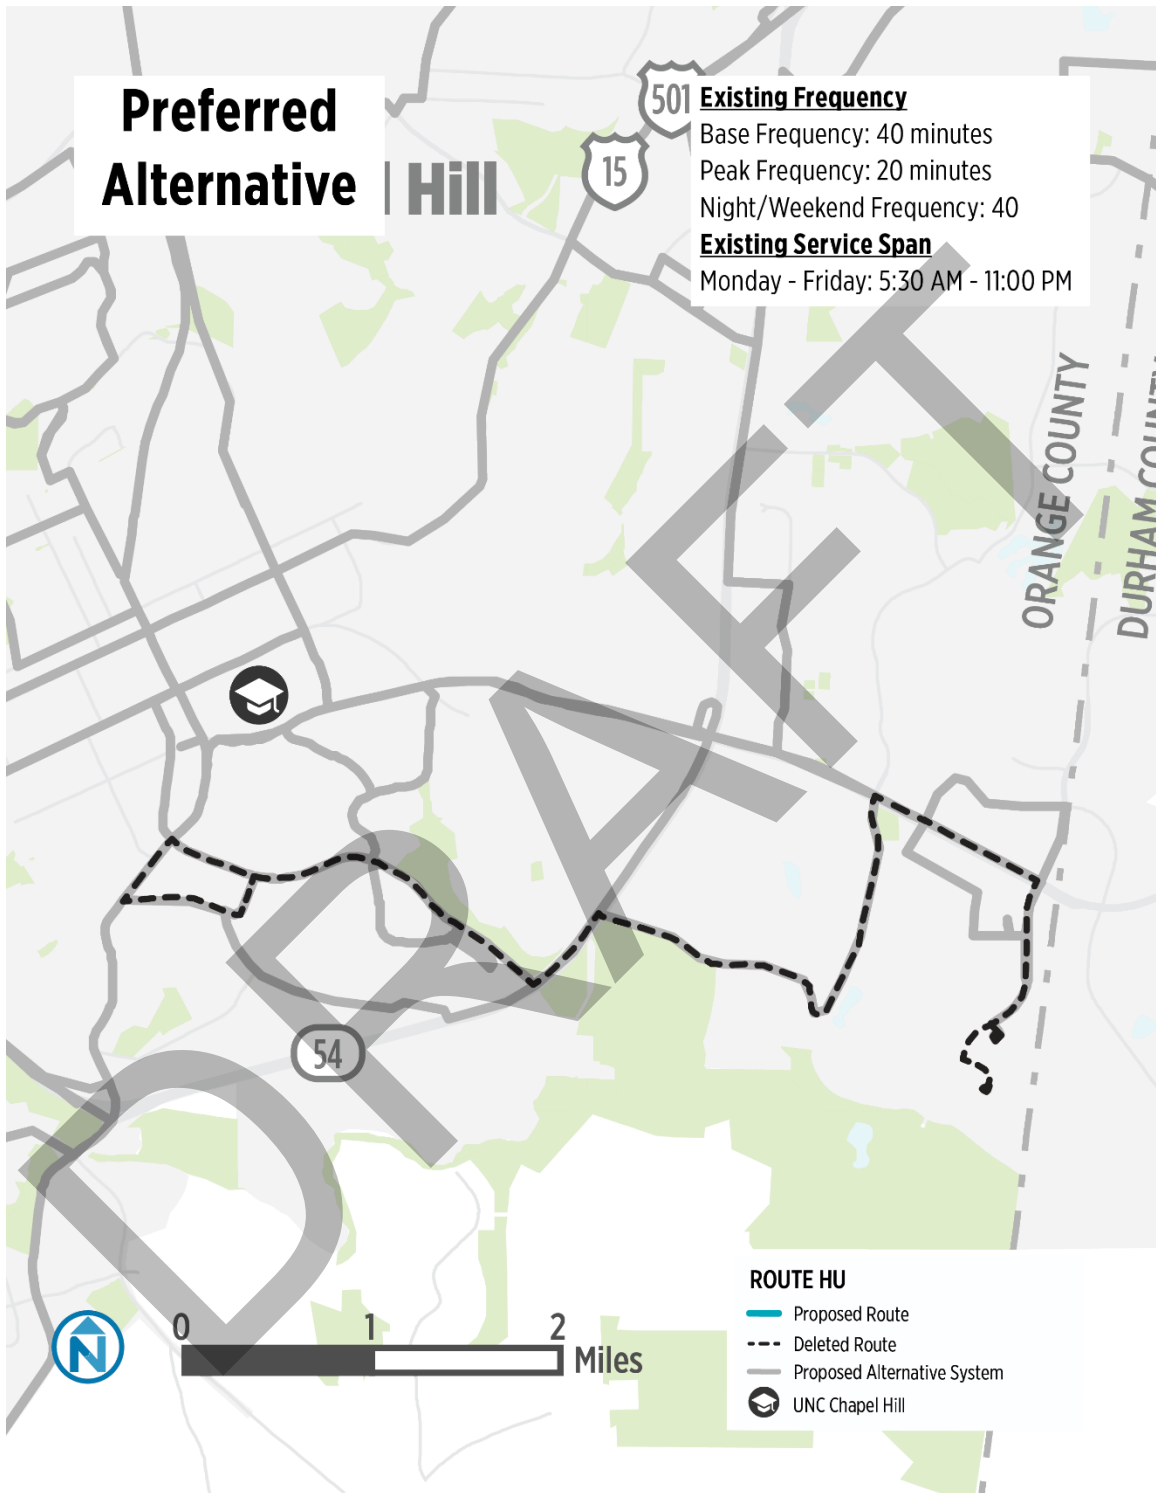 Preferred
Alternative
Hill
501
15
Existing Frequency
Base Frequency: 40 minutes
Peak Frequency: 20 minutes
Night/Weekend Frequency: 40
Existing Service Span
Monday - Friday: 5:30 AM - 11:00 PM
ORANGE COUNTY
DURHAM COUNTY
DRAFT
54
ROUTE HU
Proposed Route
Deleted Route
Proposed Alternative System
UNC Chapel Hill
N
0 1 2
Miles